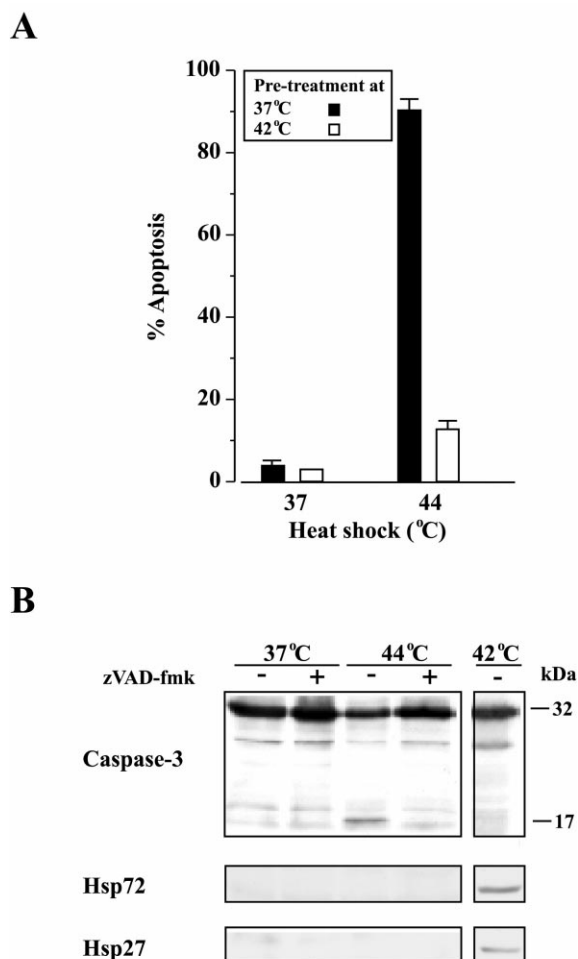 A
100
80
60
40
20
0
% Apoptosis
Pre-treatment at
37°C
42°C
37 44
Heat shock (°C)
B
37°C 44°C 42°C
zVAD-fmk - + - + - kDa
Caspase-3
32
17
Hsp72
Hsp27